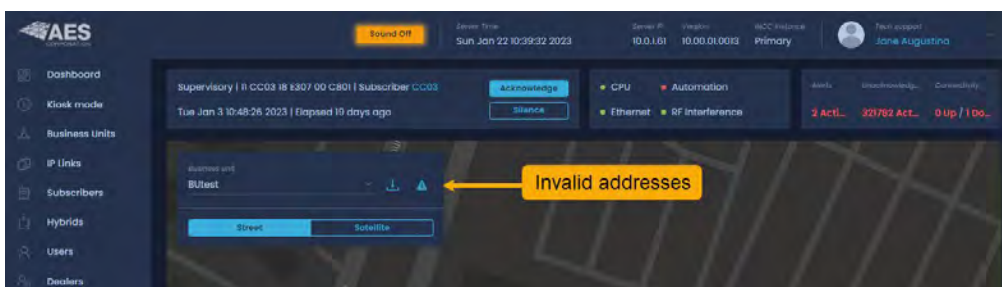 AES
CORPORATION
Sound Off
Server Time
Sun Jan 22 10:39:32 2023
Server IP
10.0.1.61
Version
10.00.01.0013
MCC Instance
Primary
Tech support
Jane Augustina
Dashboard
Kiosk mode
Business Units
IP Links
Subscribers
Hybrids
Users
Dealers
Supervisory | 11 CC03 18 E307 00 C801 | Subscriber CC03
Tue Jan 3 10:48:26 2023 | Elapsed 19 days ago
Acknowledge
Silence
CPU
Automation
Ethernet
RF Interference
Alerts
Unacknowledg...
Connectivity
2 Acti...
321782 Act...
0 Up / 1 Do...
Business unit
BUtest
Street
Satellite
Invalid addresses